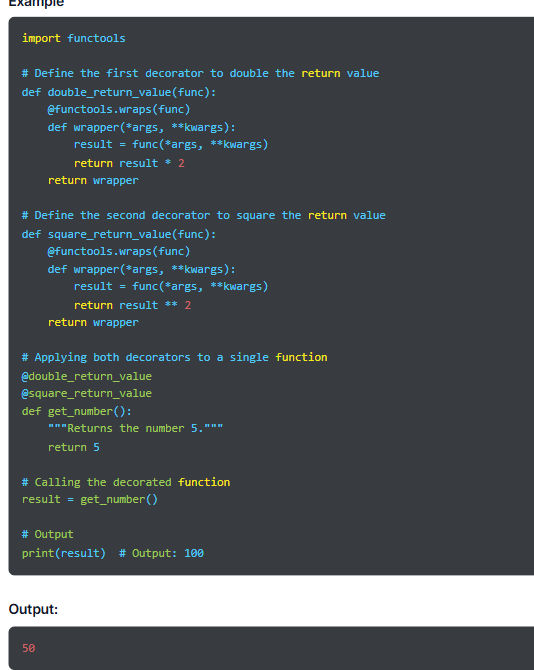 Example
import functools
# Define the first decorator to double the return value
def double_return_value(func):
    @functools.wraps(func)
    def wrapper(*args, **kwargs):
        result = func(*args, **kwargs)
        return result * 2
    return wrapper
# Define the second decorator to square the return value
def square_return_value(func):
    @functools.wraps(func)
    def wrapper(*args, **kwargs):
        result = func(*args, **kwargs)
        return result ** 2
    return wrapper
# Applying both decorators to a single function
@double_return_value
@square_return_value
def get_number():
    """Returns the number 5."""
    return 5
# Calling the decorated function
result = get_number()
# Output
print(result)  # Output: 100
Output:
50